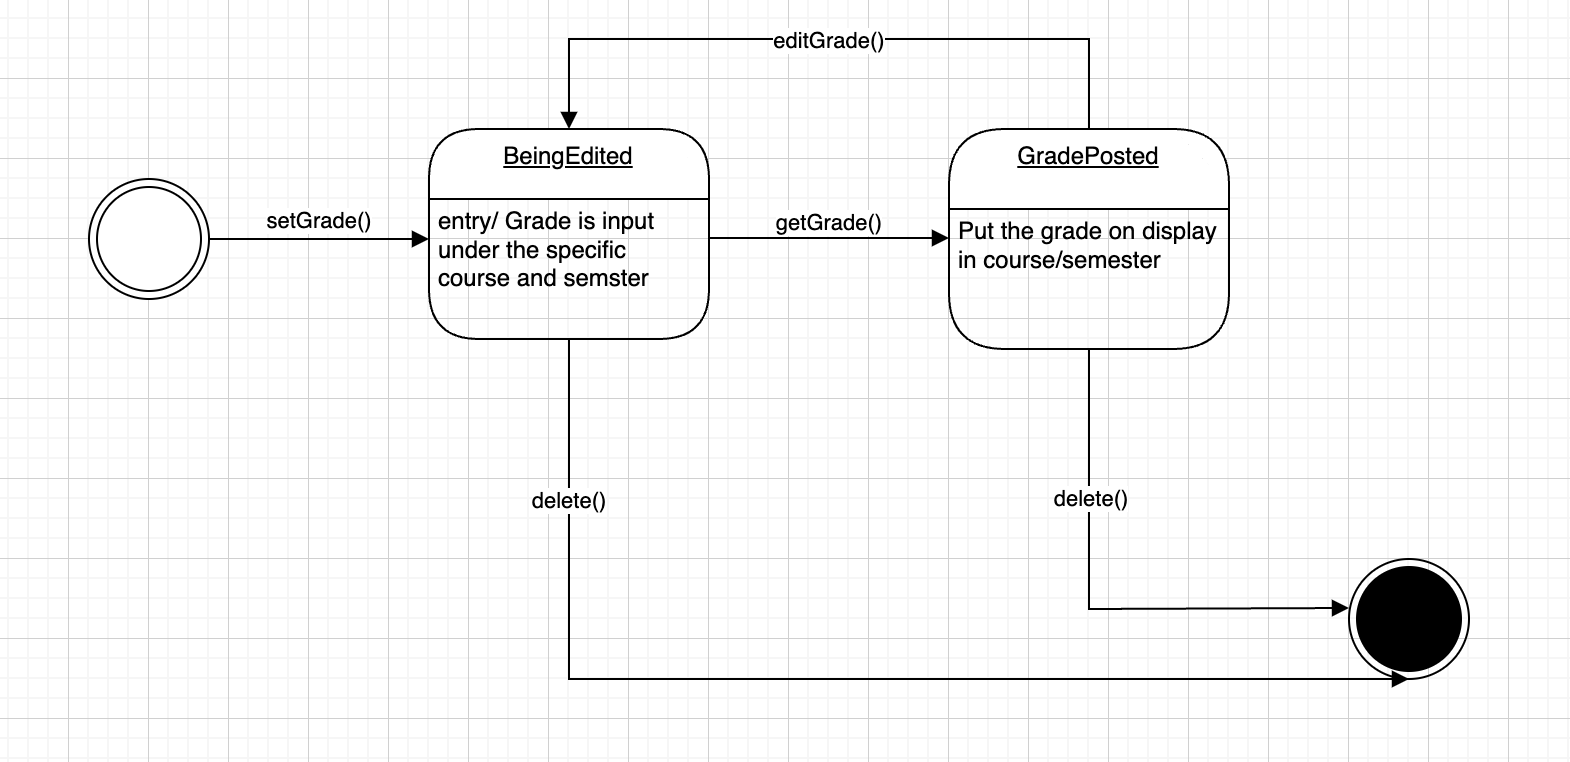 editGrade()
BeingEdited
GradePosted
setGrade()
entry/ Grade is input
under the specific
course and semster
getGrade()
Put the grade on display
in course/semester
delete()
delete()